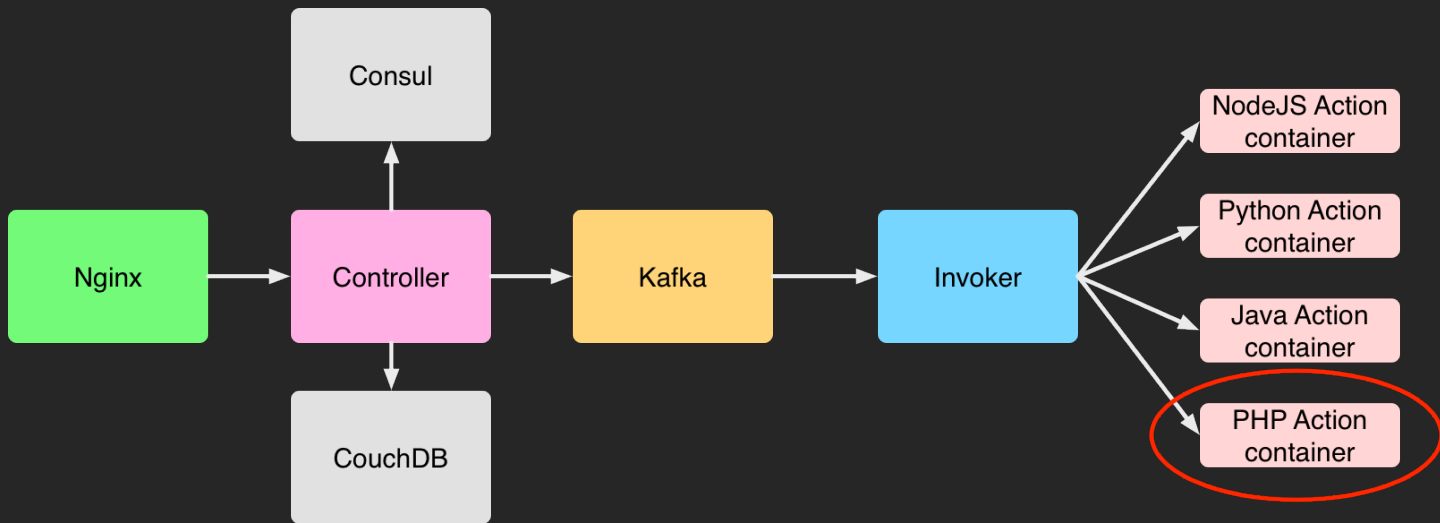 Consul
Nginx
Controller
Kafka
Invoker
CouchDB
NodeJS Action
container
Python Action
container
Java Action
container
PHP Action
container